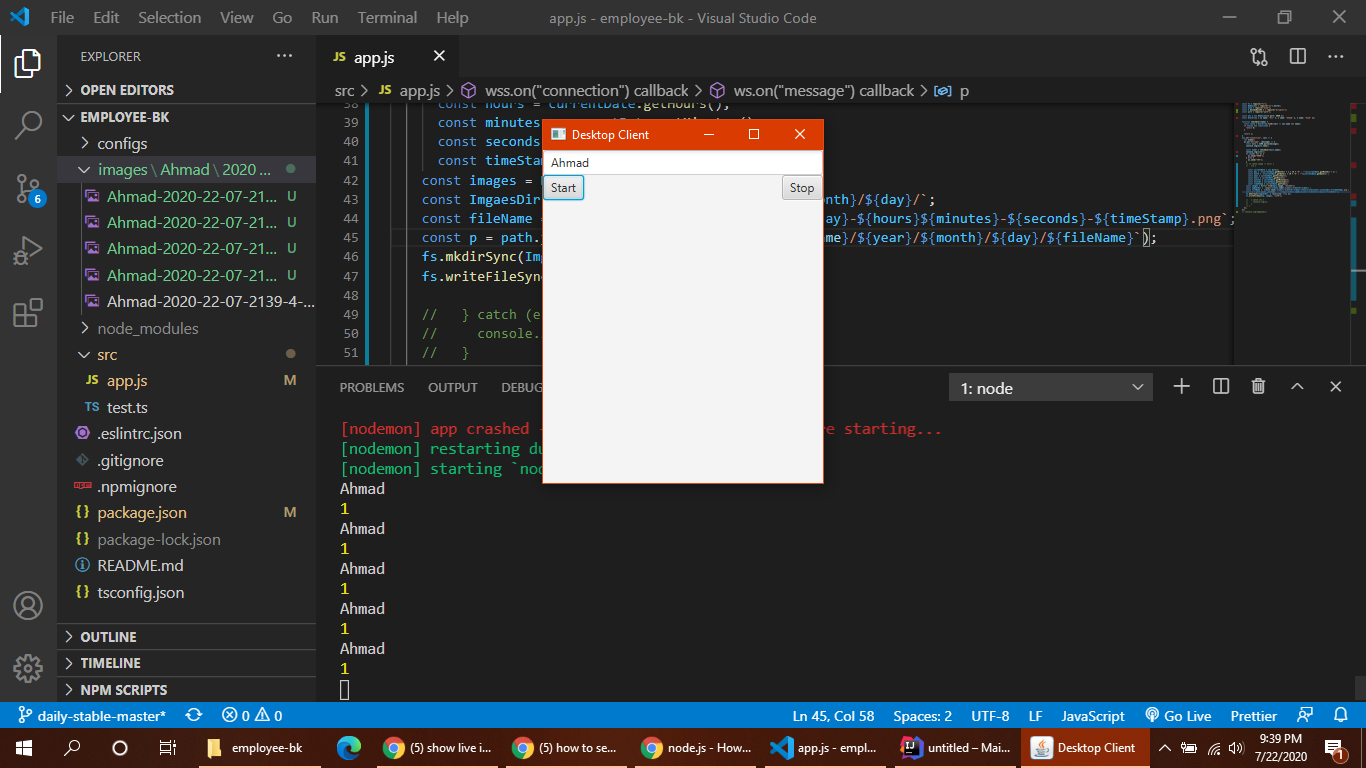 File Edit Selection View Go Run Terminal Help app.js - employee-bk - Visual Studio Code
EXPLORER
OPEN EDITORS
EMPLOYEE-BK
configs
images \ Ahmad \ 2020 ...
Ahmad-2020-22-07-21... U
Ahmad-2020-22-07-21... U
Ahmad-2020-22-07-21... U
Ahmad-2020-22-07-21... U
Ahmad-2020-22-07-2139-4-...
node_modules
src
JS app.js M
TS test.ts
.eslintrc.json
.gitignore
.npmignore
{} package.json M
{} package-lock.json
README.md
{} tsconfig.json
OUTLINE
TIMELINE
NPM SCRIPTS
6
JS app.js
src > JS app.js > wss.on("connection") callback > ws.on("message") callback > p
38 const hours = currentDate.getHours();
39 const minutes
40 const seconds
41 const timeSta
42 const images =
43 const ImgaesDir nth}/${day}/`;
44 const fileName = ay}-${hours}${minutes}-${seconds}-${timeStamp}.png`;
45 const p = path. me}/${year}/${month}/${day}/${fileName}`);
46 fs.mkdirSync(Im
47 fs.writeFileSyn
48
49 // } catch (e
50 // console.
51 // }
Desktop Client
Ahmad
Start Stop
PROBLEMS OUTPUT DEBUG 1: node
[nodemon] app crashed - re starting...
[nodemon] restarting du
[nodemon] starting `nod
Ahmad
1
Ahmad
1
Ahmad
1
Ahmad
1
Ahmad
1
daily-stable-master* 0 0 Ln 45, Col 58 Spaces: 2 UTF-8 LF JavaScript Go Live Prettier
employee-bk (5) show live i... (5) how to se... node.js - How... app.js - empl... untitled – Mai... Desktop Client 9:39 PM
7/22/2020
1